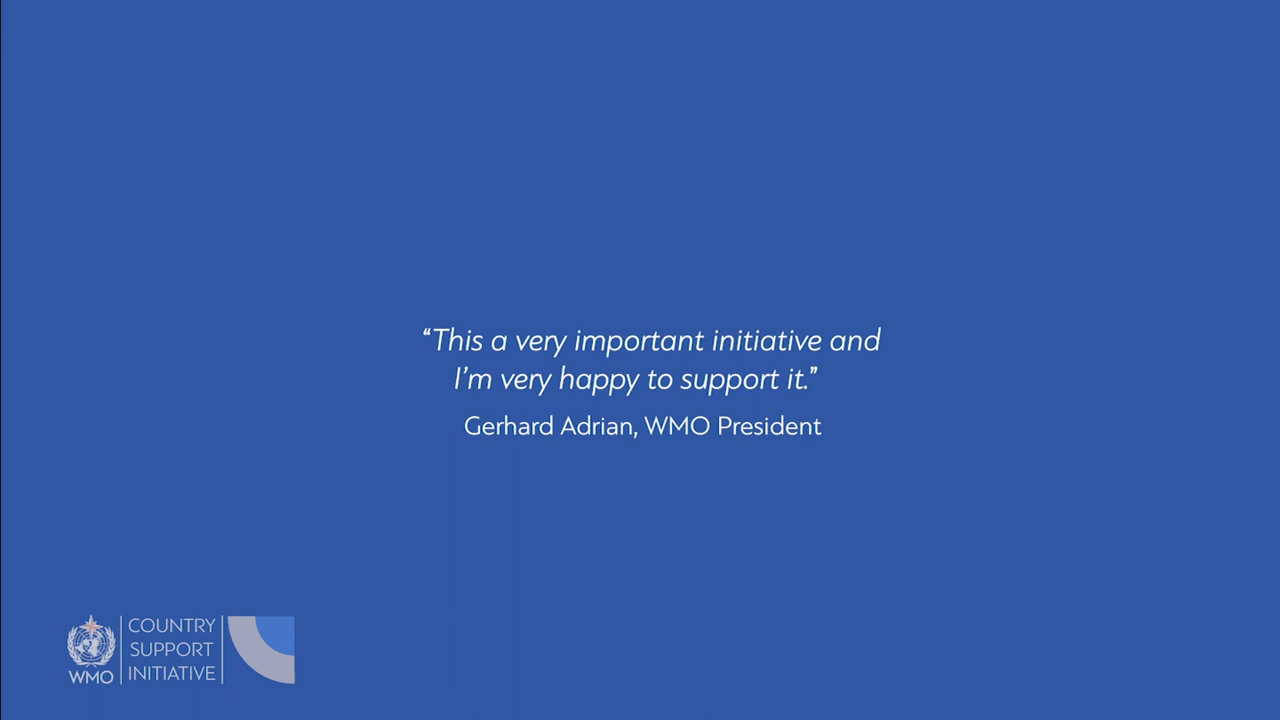 “This a very important initiative and
I’m very happy to support it.”
Gerhard Adrian, WMO President
WMO
COUNTRY
SUPPORT
INITIATIVE